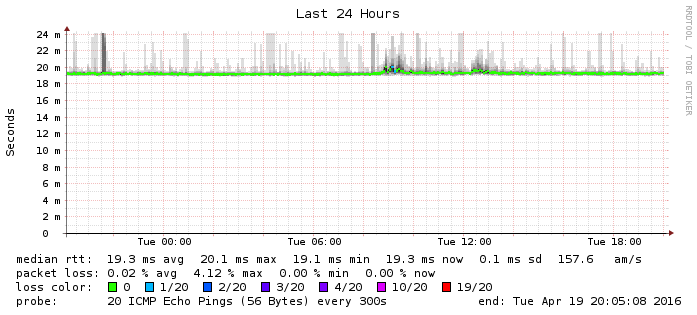 Last 24 Hours
RRDTOOL / TOBI OETIKER
Seconds
24 m
22 m
20 m
18 m
16 m
14 m
12 m
10 m
8 m
6 m
4 m
2 m
0
Tue 00:00 Tue 06:00 Tue 12:00 Tue 18:00
median rtt: 19.3 ms avg 20.1 ms max 19.1 ms min 19.3 ms now 0.1 ms sd 157.6 am/s
packet loss: 0.02 % avg 4.12 % max 0.00 % min 0.00 % now
loss color: 0 1/20 2/20 3/20 4/20 10/20 19/20
probe: 20 ICMP Echo Pings (56 Bytes) every 300s end: Tue Apr 19 20:05:08 2016